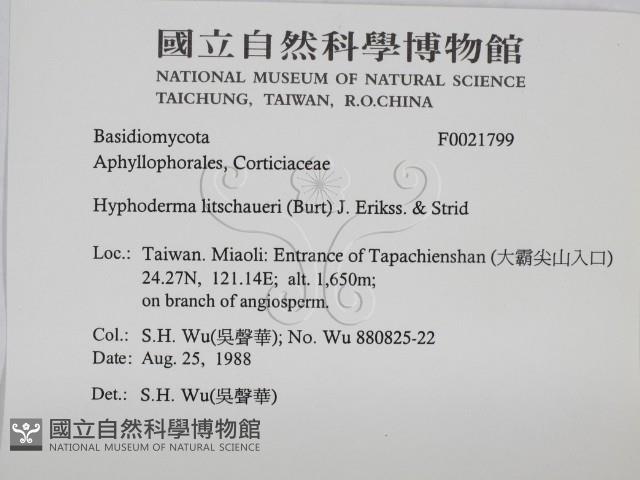 國立自然科學博物館
NATIONAL MUSEUM OF NATURAL SCIENCE
TAICHUNG, TAIWAN, R.O.CHINA
Basidiomycota F0021799
Aphyllophorales, Corticiaceae
Hyphoderma litschaueri (Burt) J. Erikss. & Strid
Loc.: Taiwan. Miaoli: Entrance of Tapachienshan (大霸尖山入口)
24.27N, 121.14E; alt. 1,650m;
on branch of angiosperm.
Col.: S.H. Wu(吳聲華); No. Wu 880825-22
Date: Aug. 25, 1988
Det.: S.H. Wu(吳聲華)
國立自然科學博物館
NATIONAL MUSEUM OF NATURAL SCIENCE